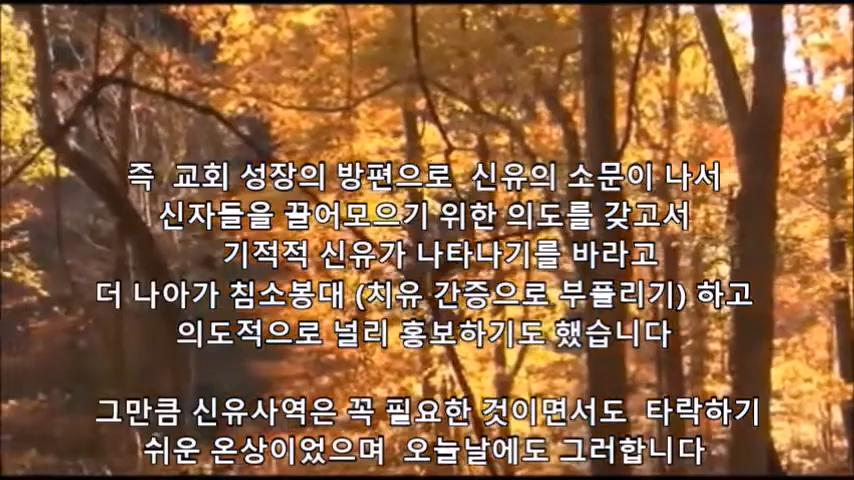 즉 교회 성장의 방편으로 신유의 소문이 나서
신자들을 끌어모으기 위한 의도를 갖고서
기적적 신유가 나타나기를 바라고
더 나아가 침소봉대 (치유 간증으로 부플리기) 하고
의도적으로 널리 홍보하기도 했습니다
그만큼 신유사역은 꼭 필요한 것이면서도 타락하기
쉬운 온상이었으며 오늘날에도 그러합니다